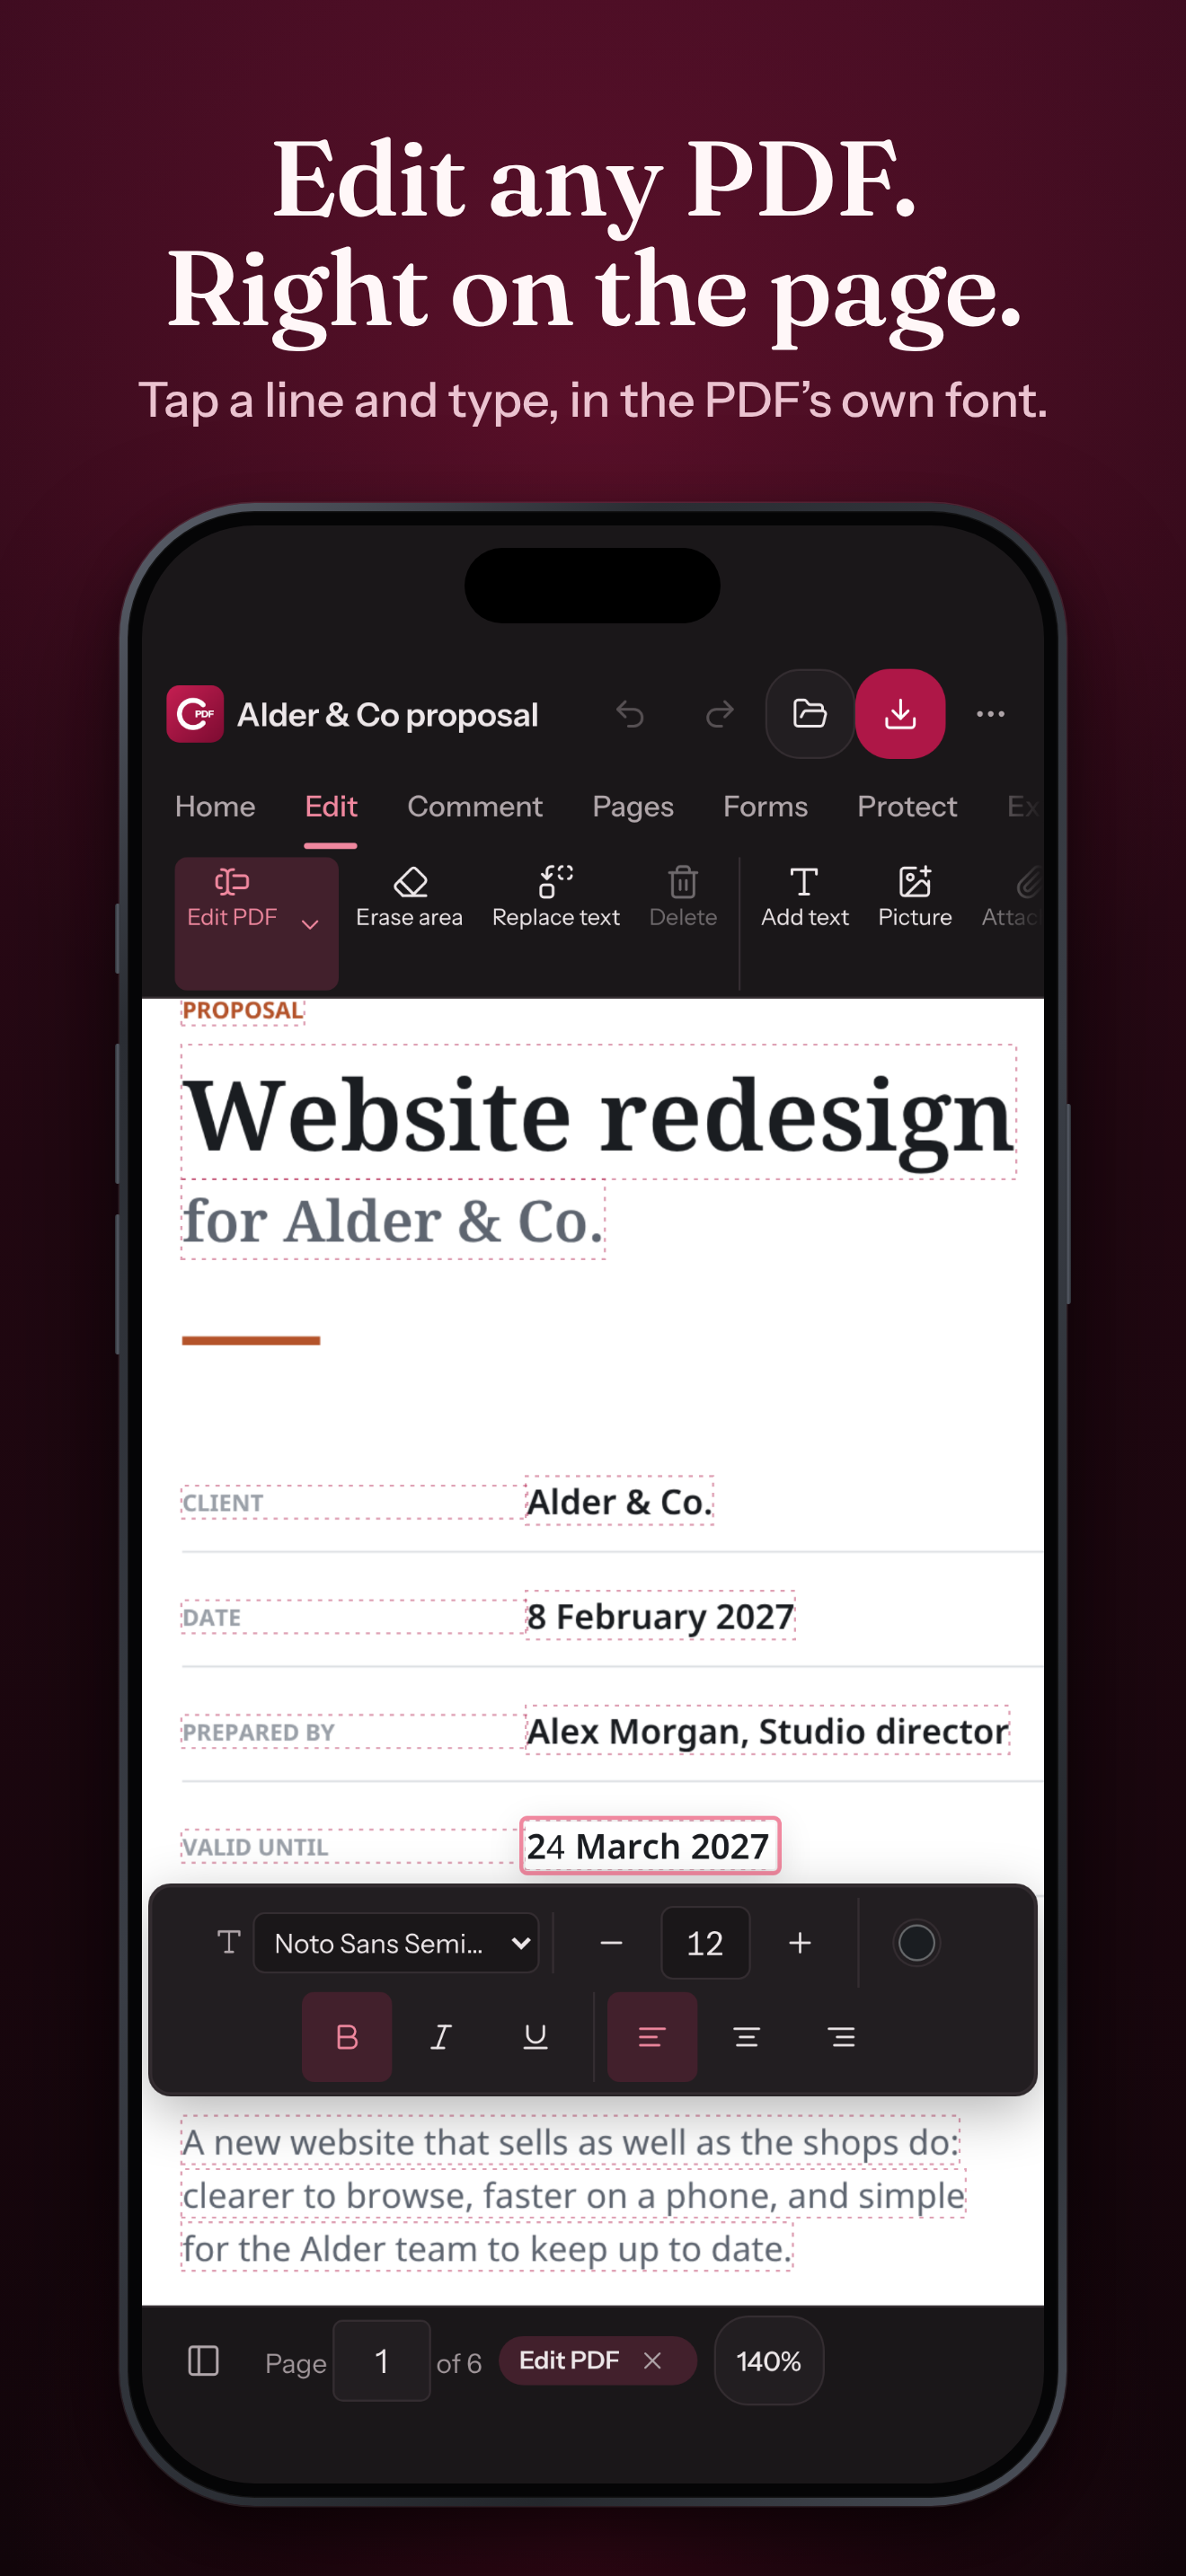 Edit any PDF.
Right on the page.
Tap a line and type, in the PDF’s own font.
PDF Alder & Co proposal
Home Edit Comment Pages Forms Protect
Edit PDF Erase area Replace text Delete Add text Picture
PROPOSAL
Website redesign
for Alder & Co.
CLIENT Alder & Co.
DATE 8 February 2027
PREPARED BY Alex Morgan, Studio director
VALID UNTIL 24 March 2027
T Noto Sans Semi... − 12 +
B I U
A new website that sells as well as the shops do:
clearer to browse, faster on a phone, and simple
for the Alder team to keep up to date.
Page 1 of 6 Edit PDF × 140%